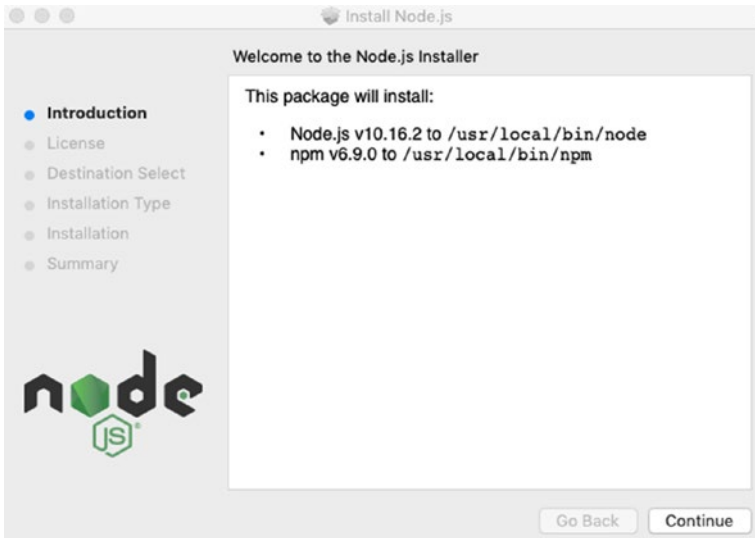 Install Node.js
Welcome to the Node.js Installer
Introduction
License
Destination Select
Installation Type
Installation
Summary
This package will install:
• Node.js v10.16.2 to /usr/local/bin/node
• npm v6.9.0 to /usr/local/bin/npm
node
JS®
Go Back
Continue